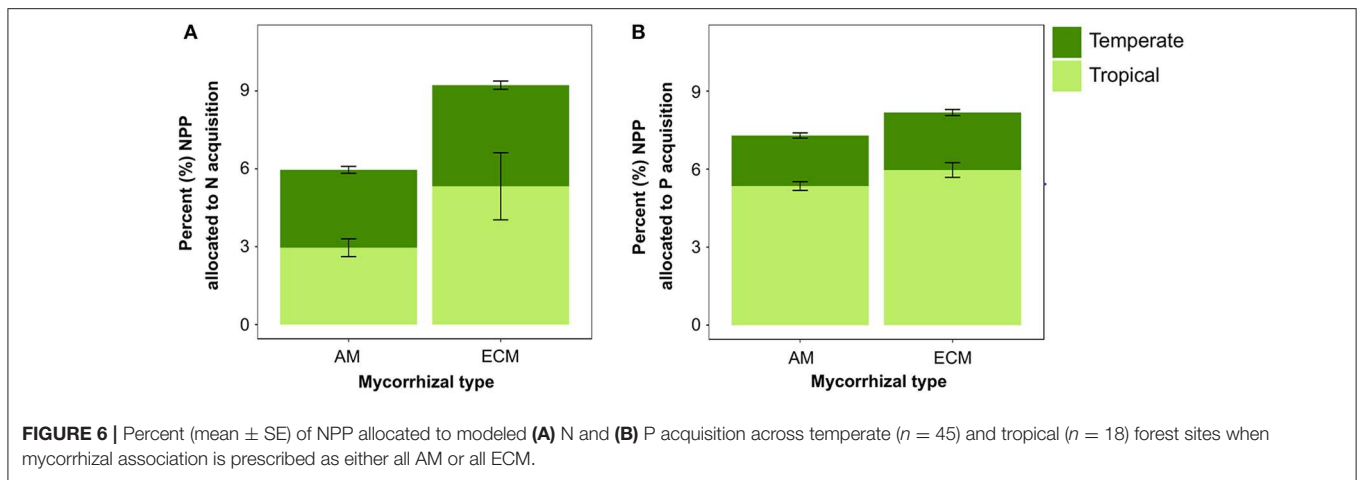 A
Percent (%) NPP
allocated to N acquisition
9
6
3
0
AM
ECM
Mycorrhizal type
B
Percent (%) NPP
allocated to P acquisition
9
6
3
0
AM
ECM
Mycorrhizal type
Temperate
Tropical
FIGURE 6 | Percent (mean ± SE) of NPP allocated to modeled (A) N and (B) P acquisition across temperate (n = 45) and tropical (n = 18) forest sites when
mycorrhizal association is prescribed as either all AM or all ECM.